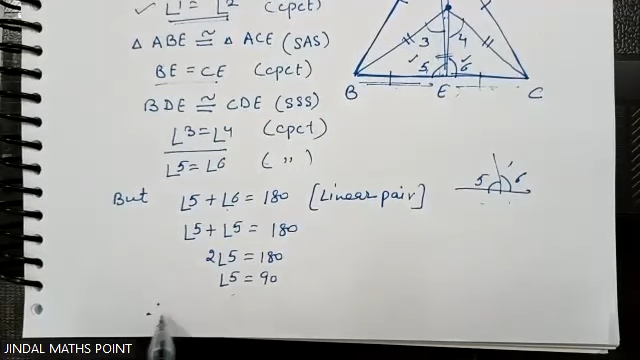 ✓ ∠1 = ∠2 (cpct)
Δ ABE ≅ Δ ACE (SAS)
BE = CE (cpct)
BDE ≅ CDE (SSS)
∠3 = ∠4 (cpct)
∠5 = ∠6 ( " )
But ∠5 + ∠6 = 180 [Linear pair]
∠5 + ∠5 = 180
2∠5 = 180
∠5 = 90
∴
3 4
5 6
B E C
5 6
JINDAL MATHS POINT